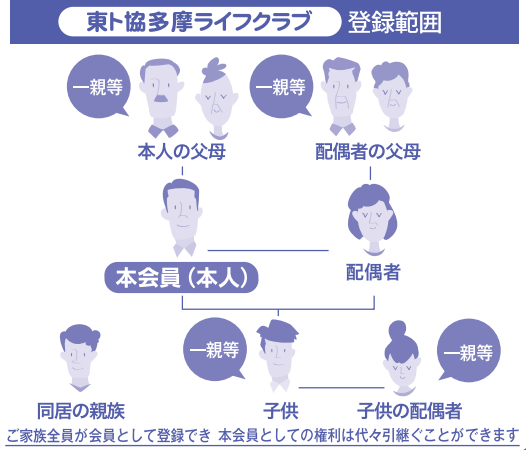 東ト協多摩ライフクラブ 登録範囲
一親等
一親等
本人の父母
配偶者の父母
本会員（本人）
配偶者
一親等
一親等
同居の親族
子供
子供の配偶者
ご家族全員が会員として登録でき 本会員としての権利は代々引継ぐことができます